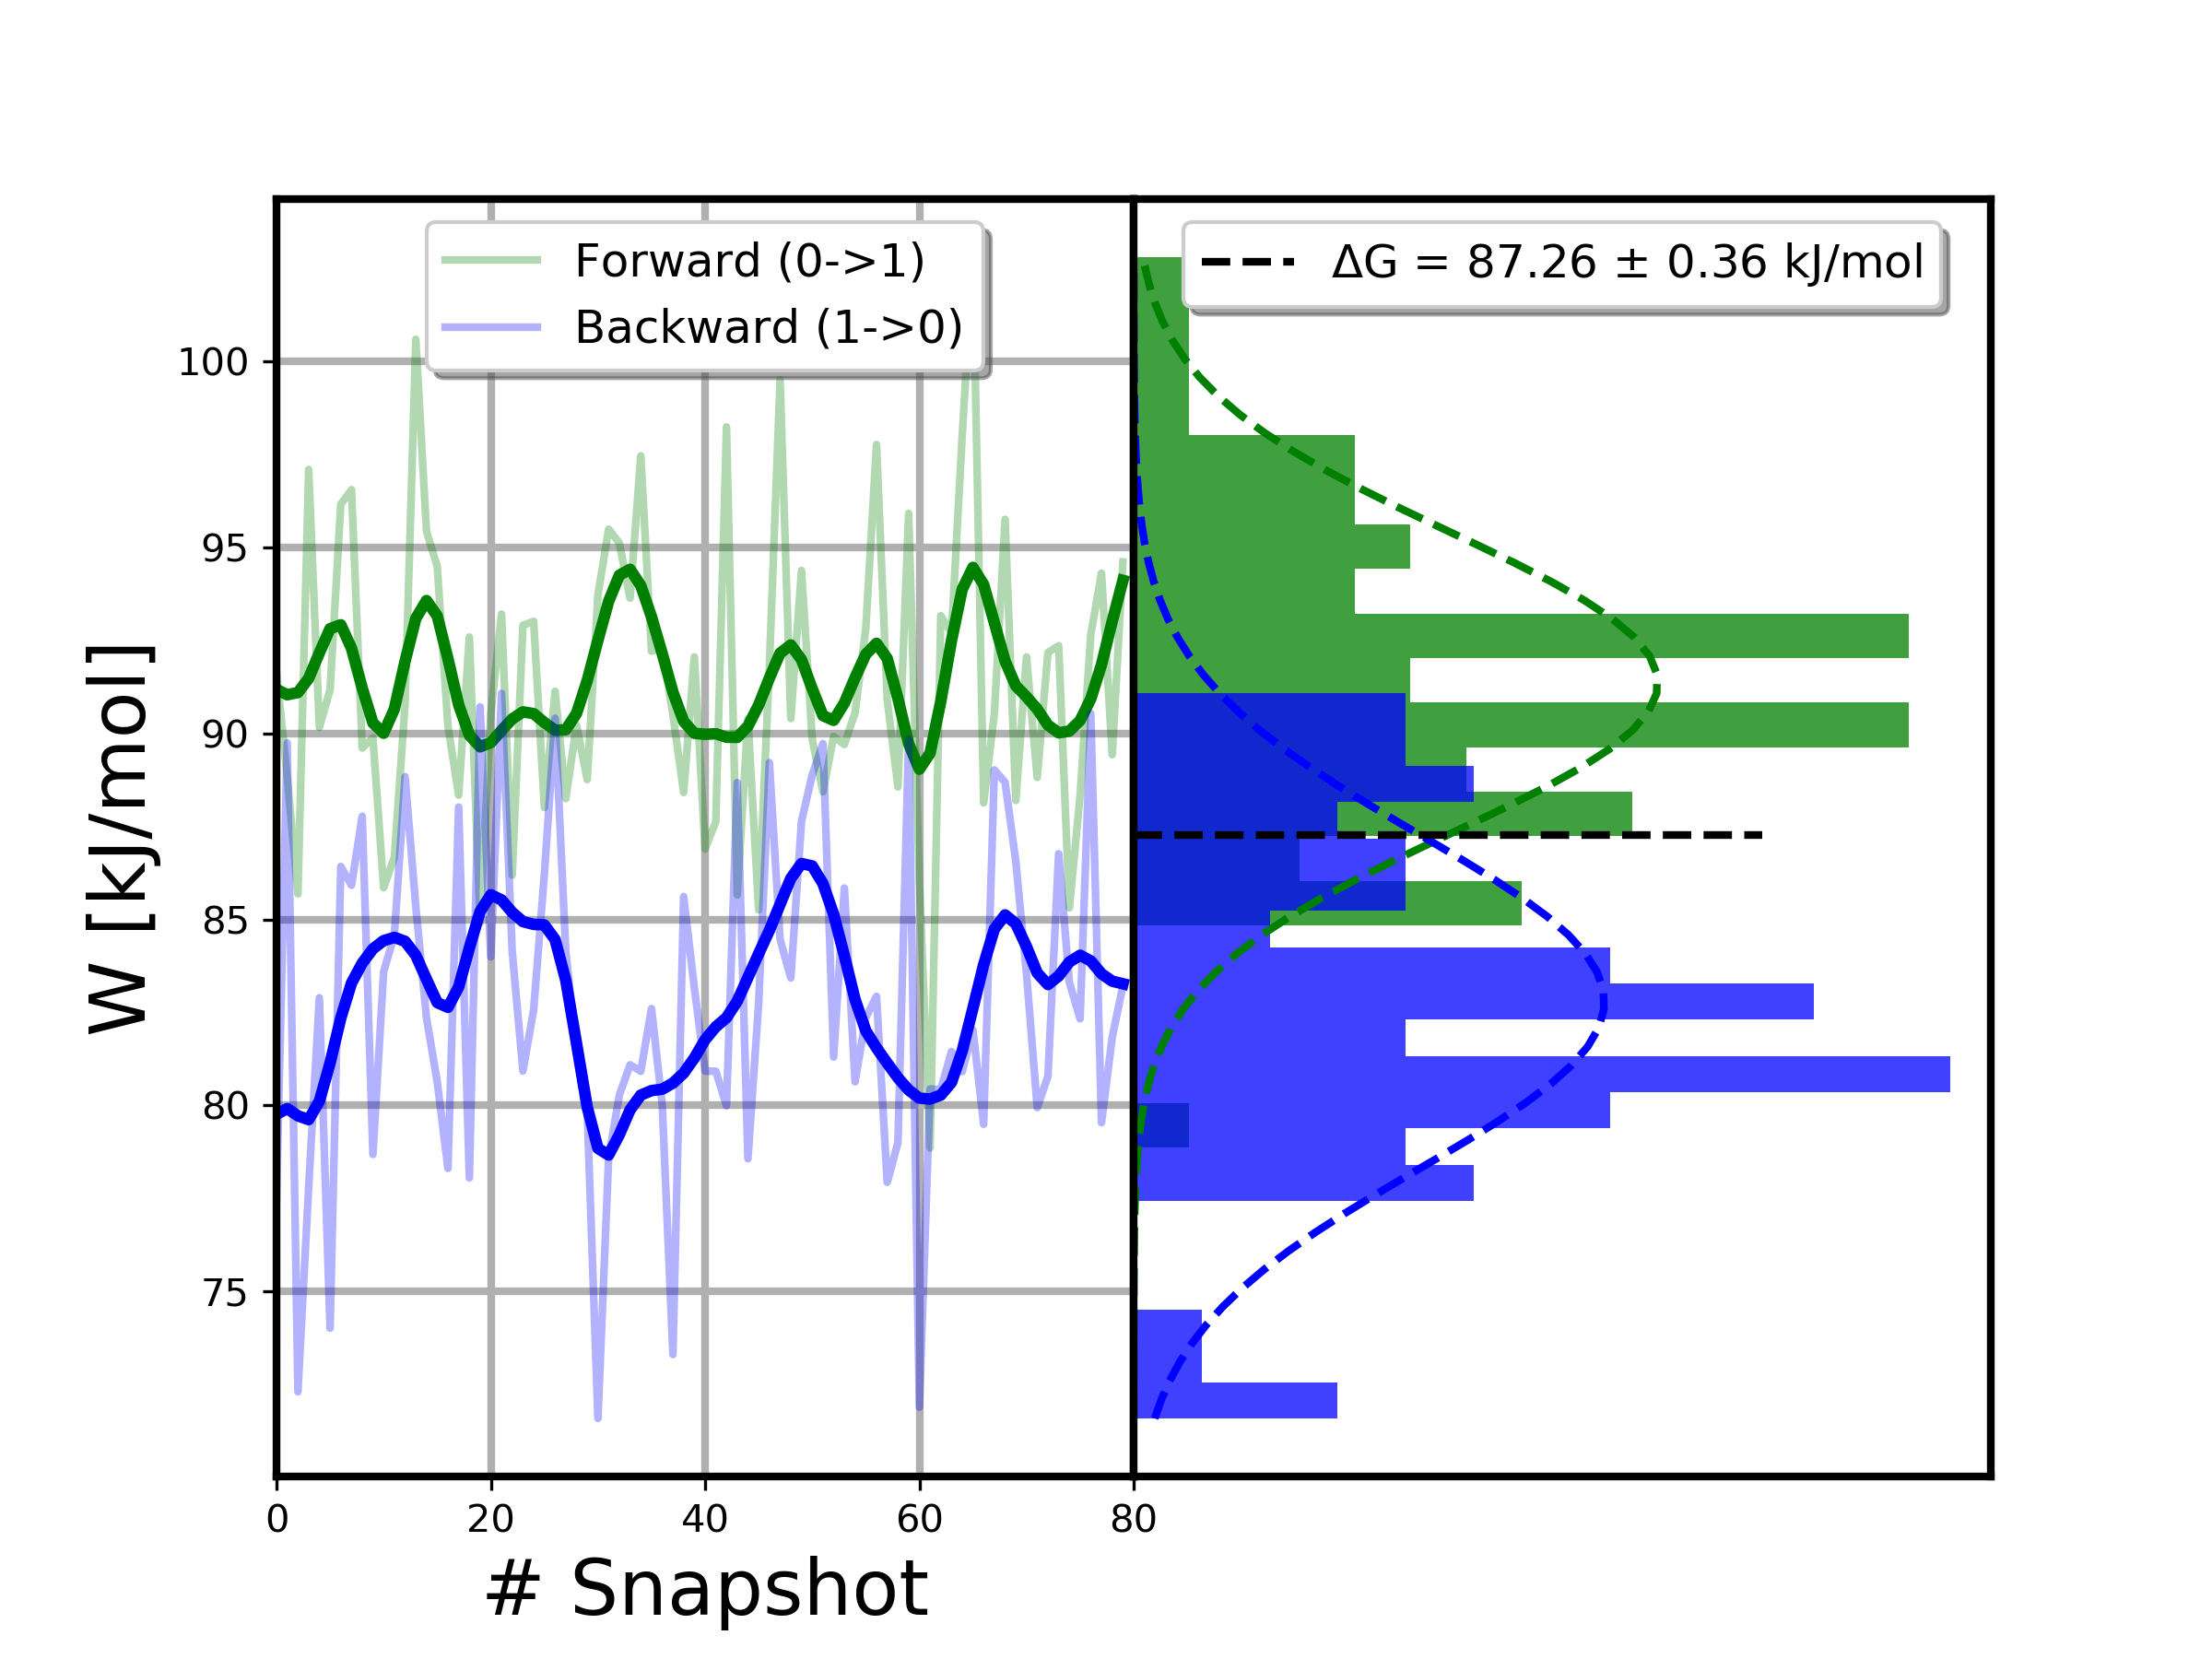 Forward (0->1)
Backward (1->0)
ΔG = 87.26 ± 0.36 kJ/mol
W [kJ/mol]
100
95
90
85
80
75
0
20
40
60
80
# Snapshot